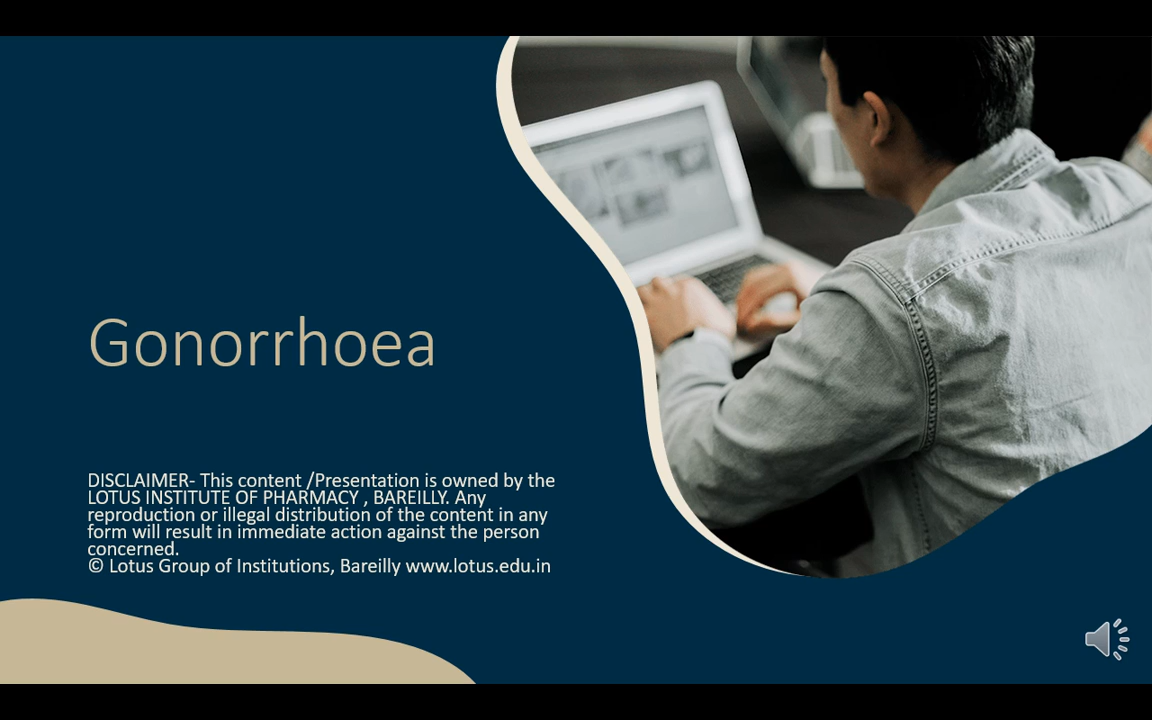 Gonorrhoea
DISCLAIMER- This content /Presentation is owned by the
LOTUS INSTITUTE OF PHARMACY , BAREILLY. Any
reproduction or illegal distribution of the content in any
form will result in immediate action against the person
concerned.
© Lotus Group of Institutions, Bareilly www.lotus.edu.in